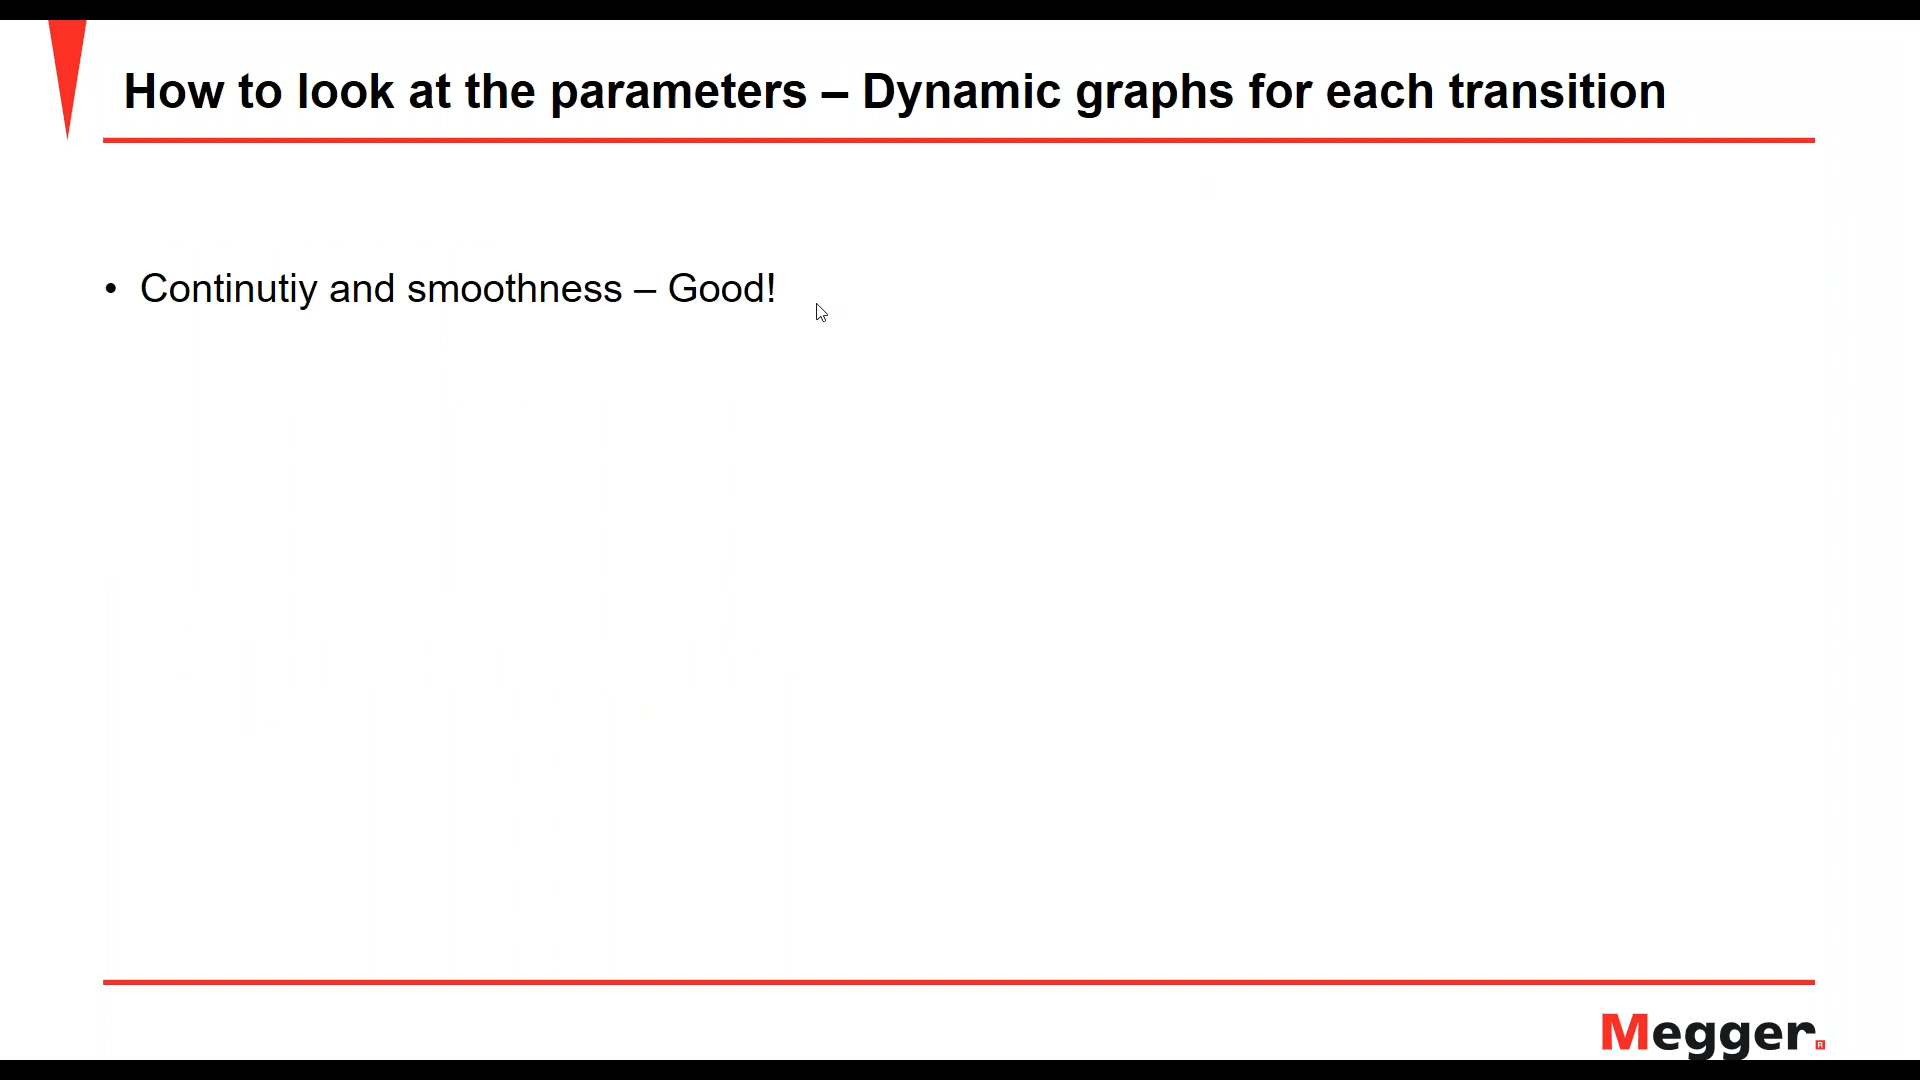 How to look at the parameters – Dynamic graphs for each transition
• Continutiy and smoothness – Good!
Megger.